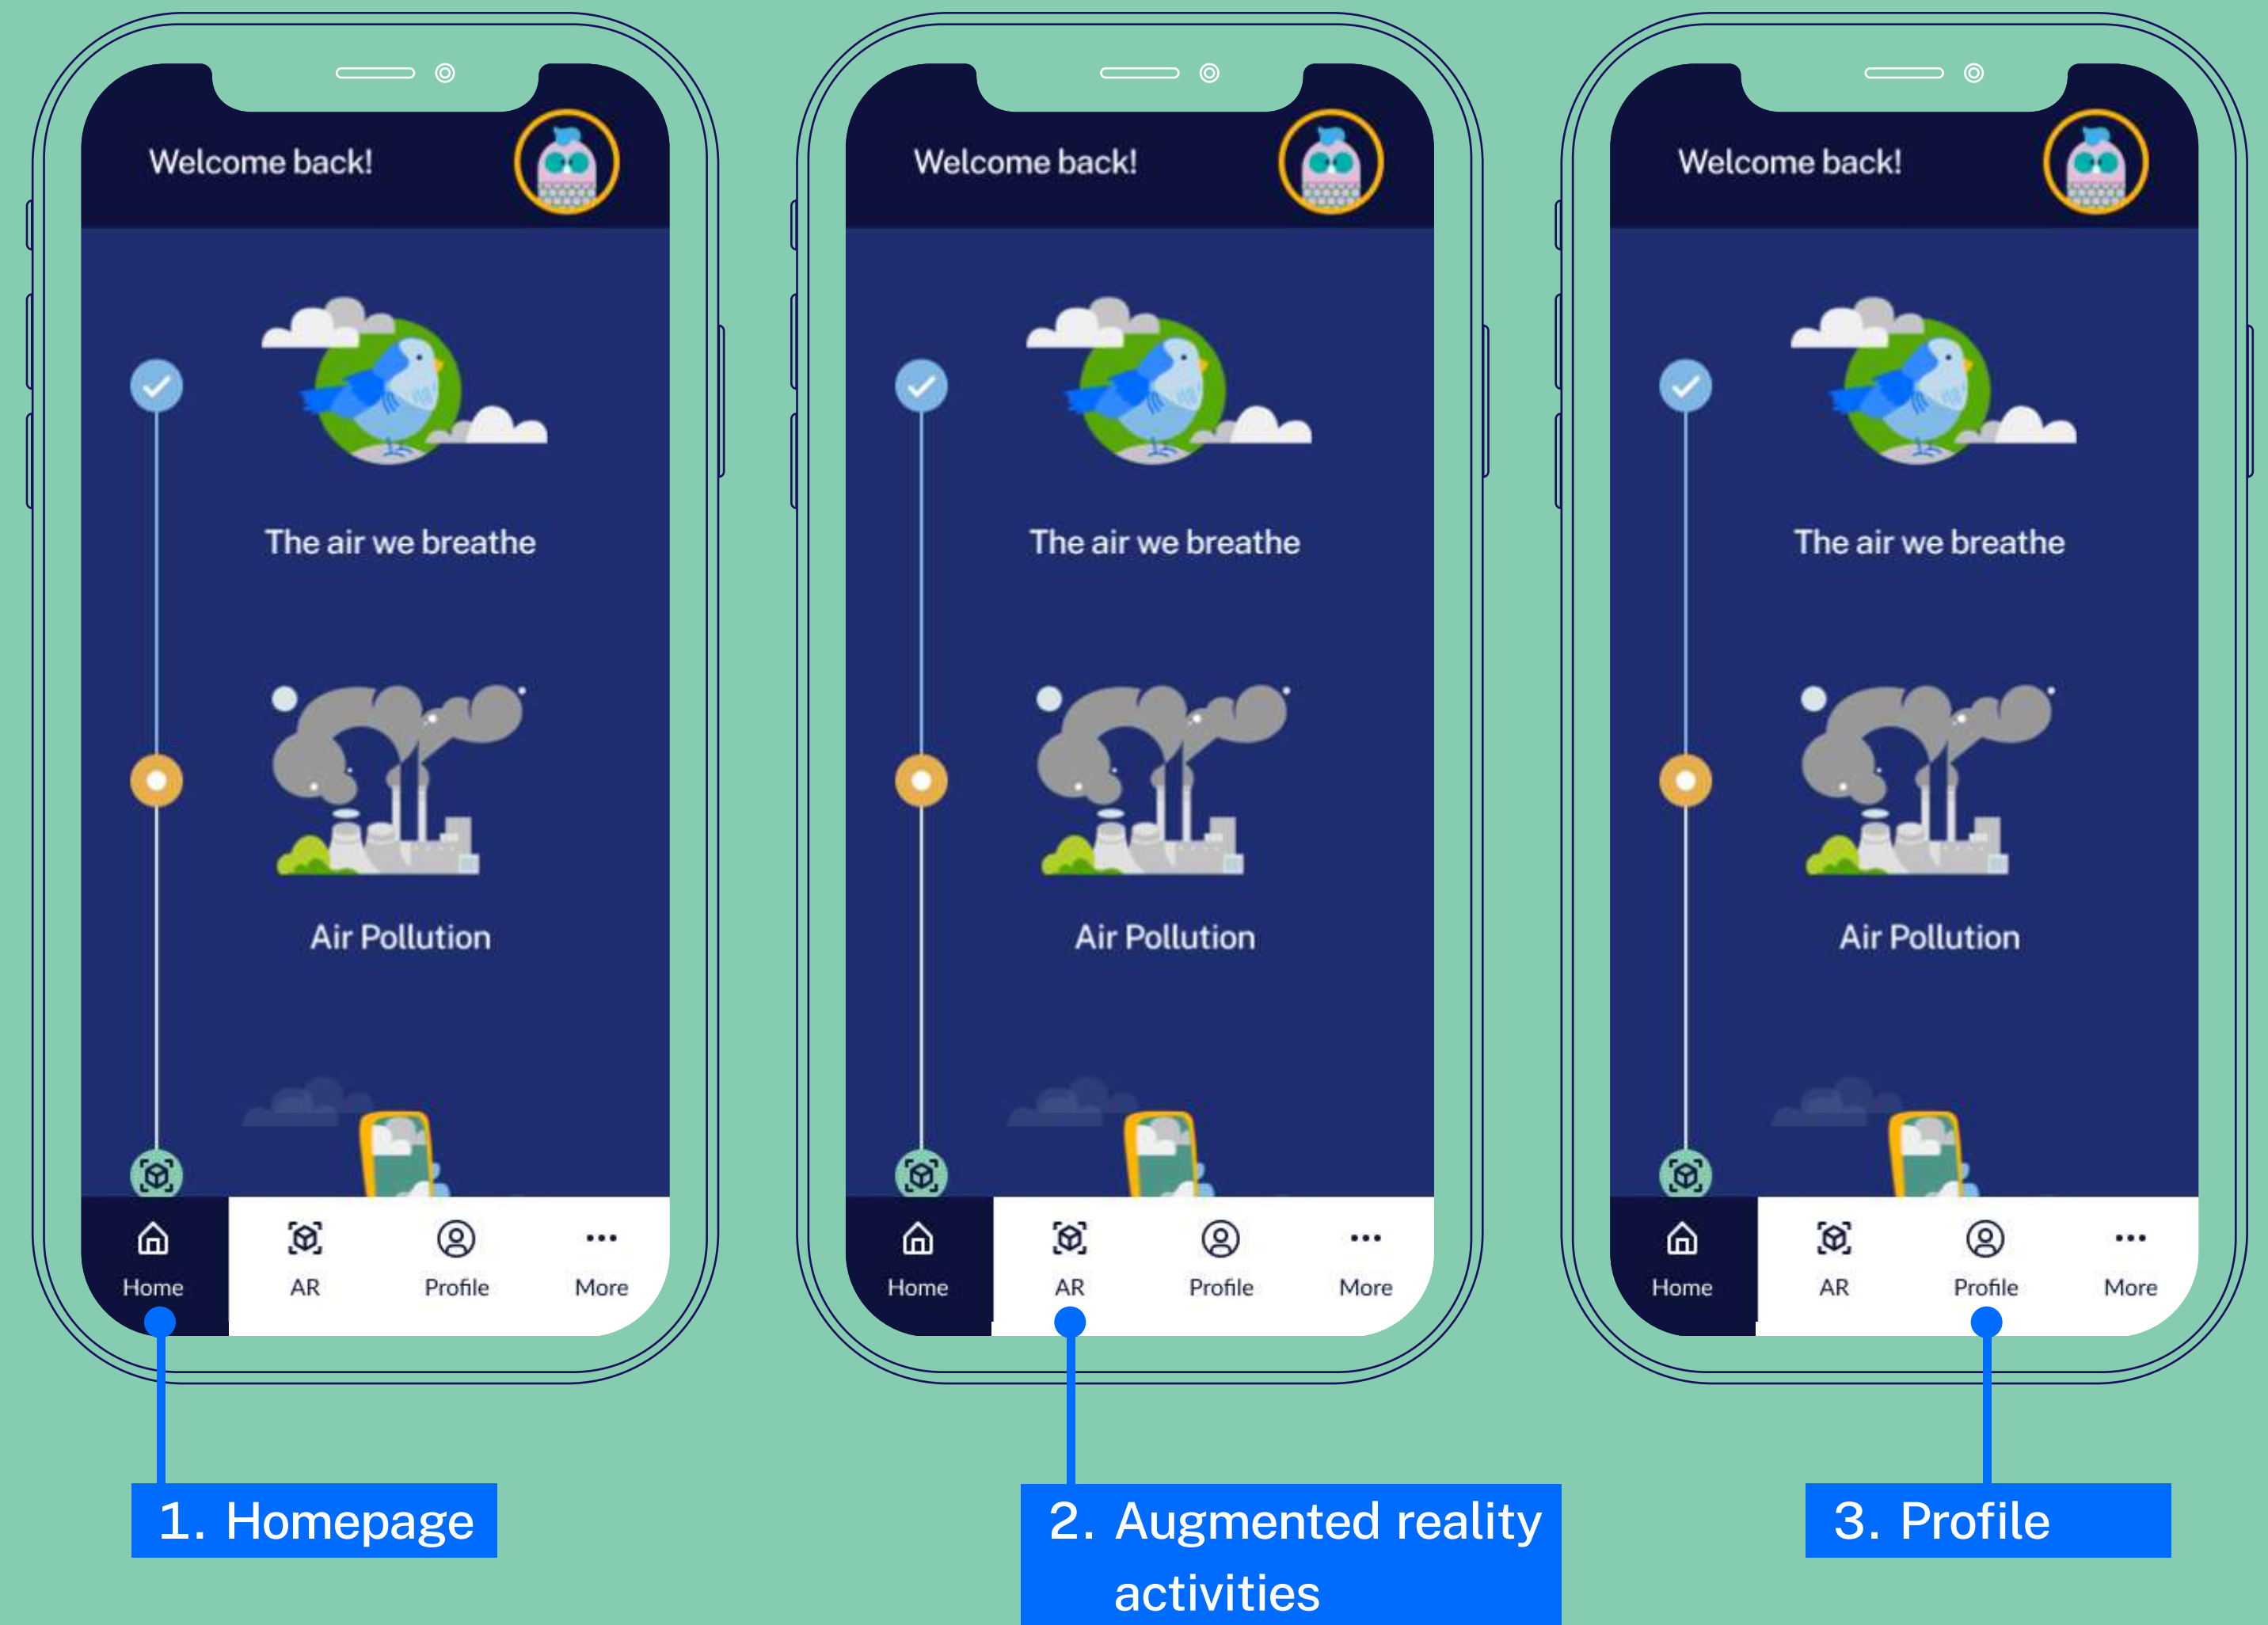 Welcome back!
The air we breathe
Air Pollution
Home
AR
Profile
More
1. Homepage
Welcome back!
The air we breathe
Air Pollution
Home
AR
Profile
More
2. Augmented reality
activities
Welcome back!
The air we breathe
Air Pollution
Home
AR
Profile
More
3. Profile